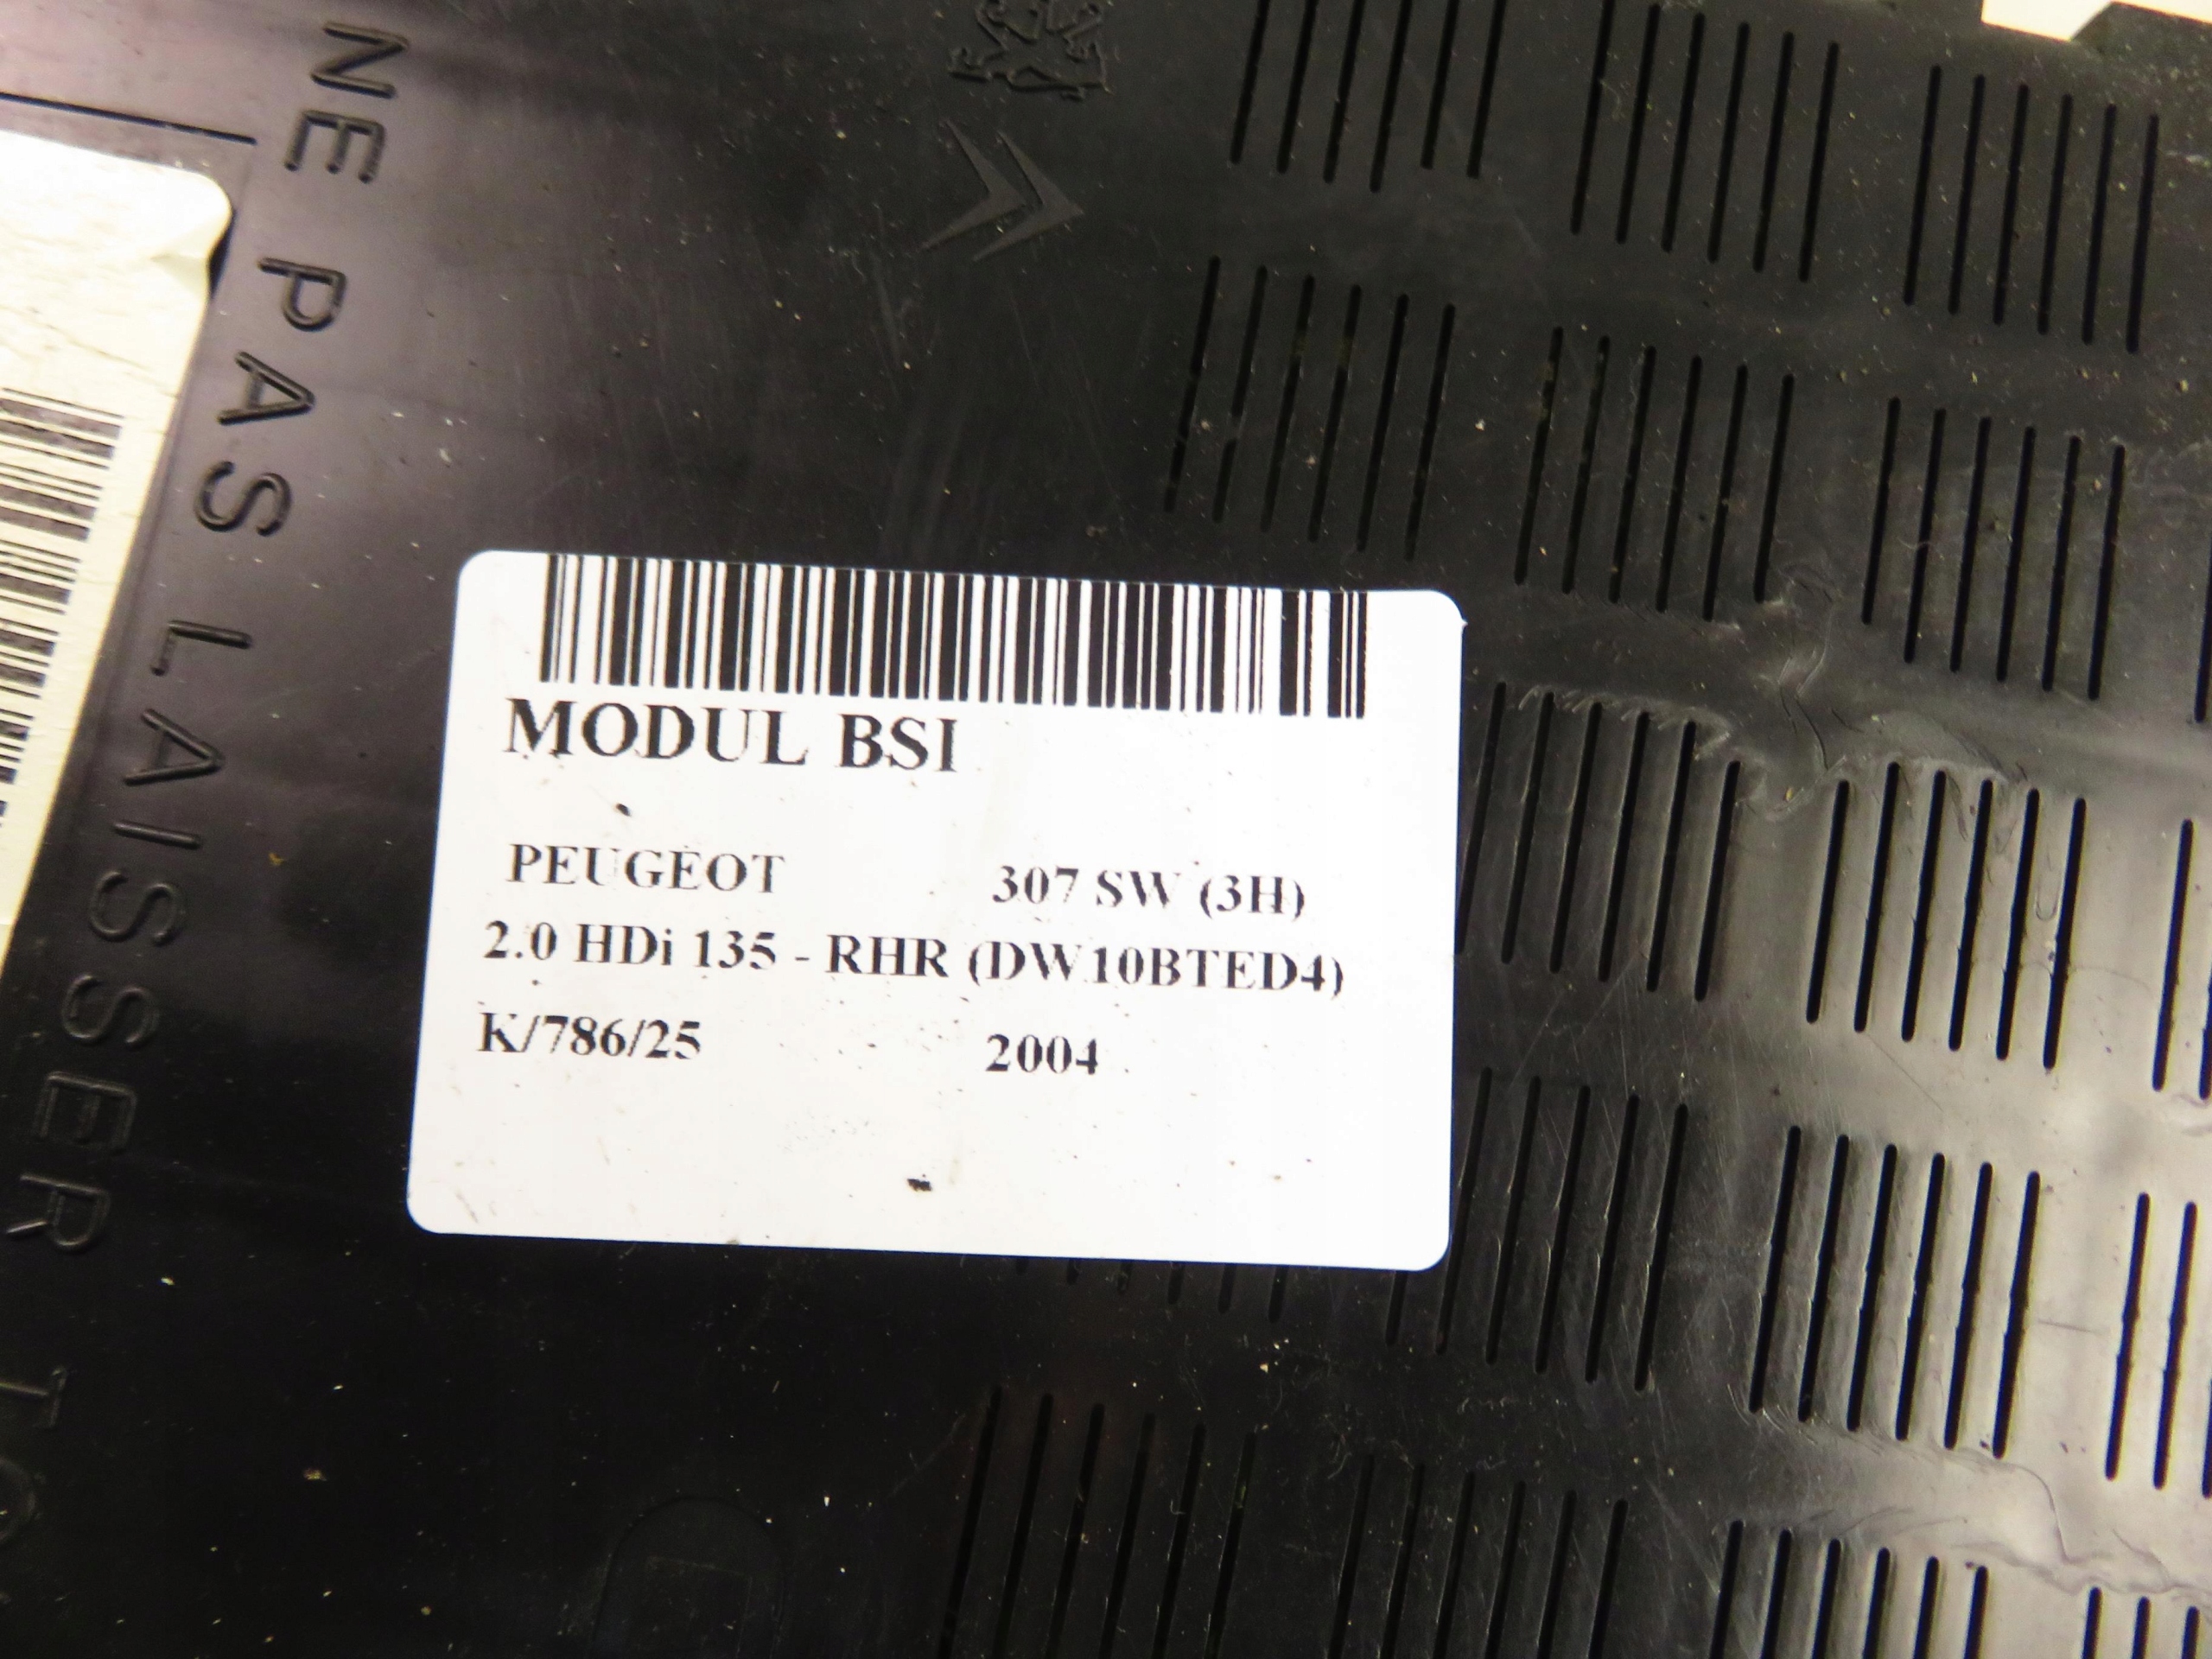 NE PAS LAISSER
MODUL BSI
PEUGEOT 307 SW (3H)
2.0 HDi 135 - RHR (DW10BTED4)
K/786/25 2004